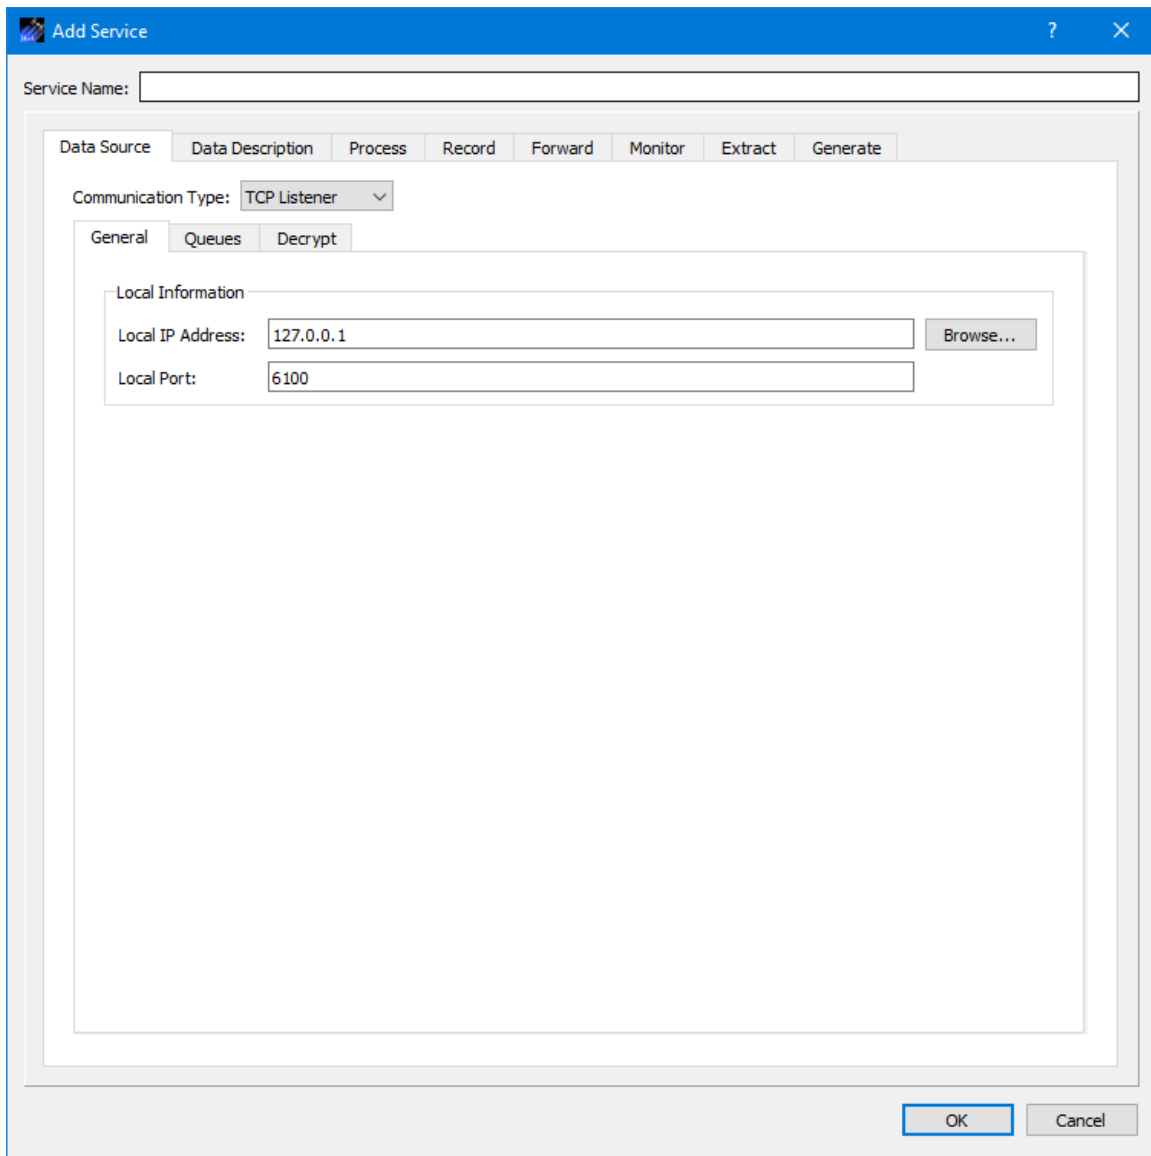 Add Service
Service Name:
Data Source Data Description Process Record Forward Monitor Extract Generate
Communication Type: TCP Listener
General Queues Decrypt
Local Information
Local IP Address: 127.0.0.1 Browse...
Local Port: 6100
OK Cancel